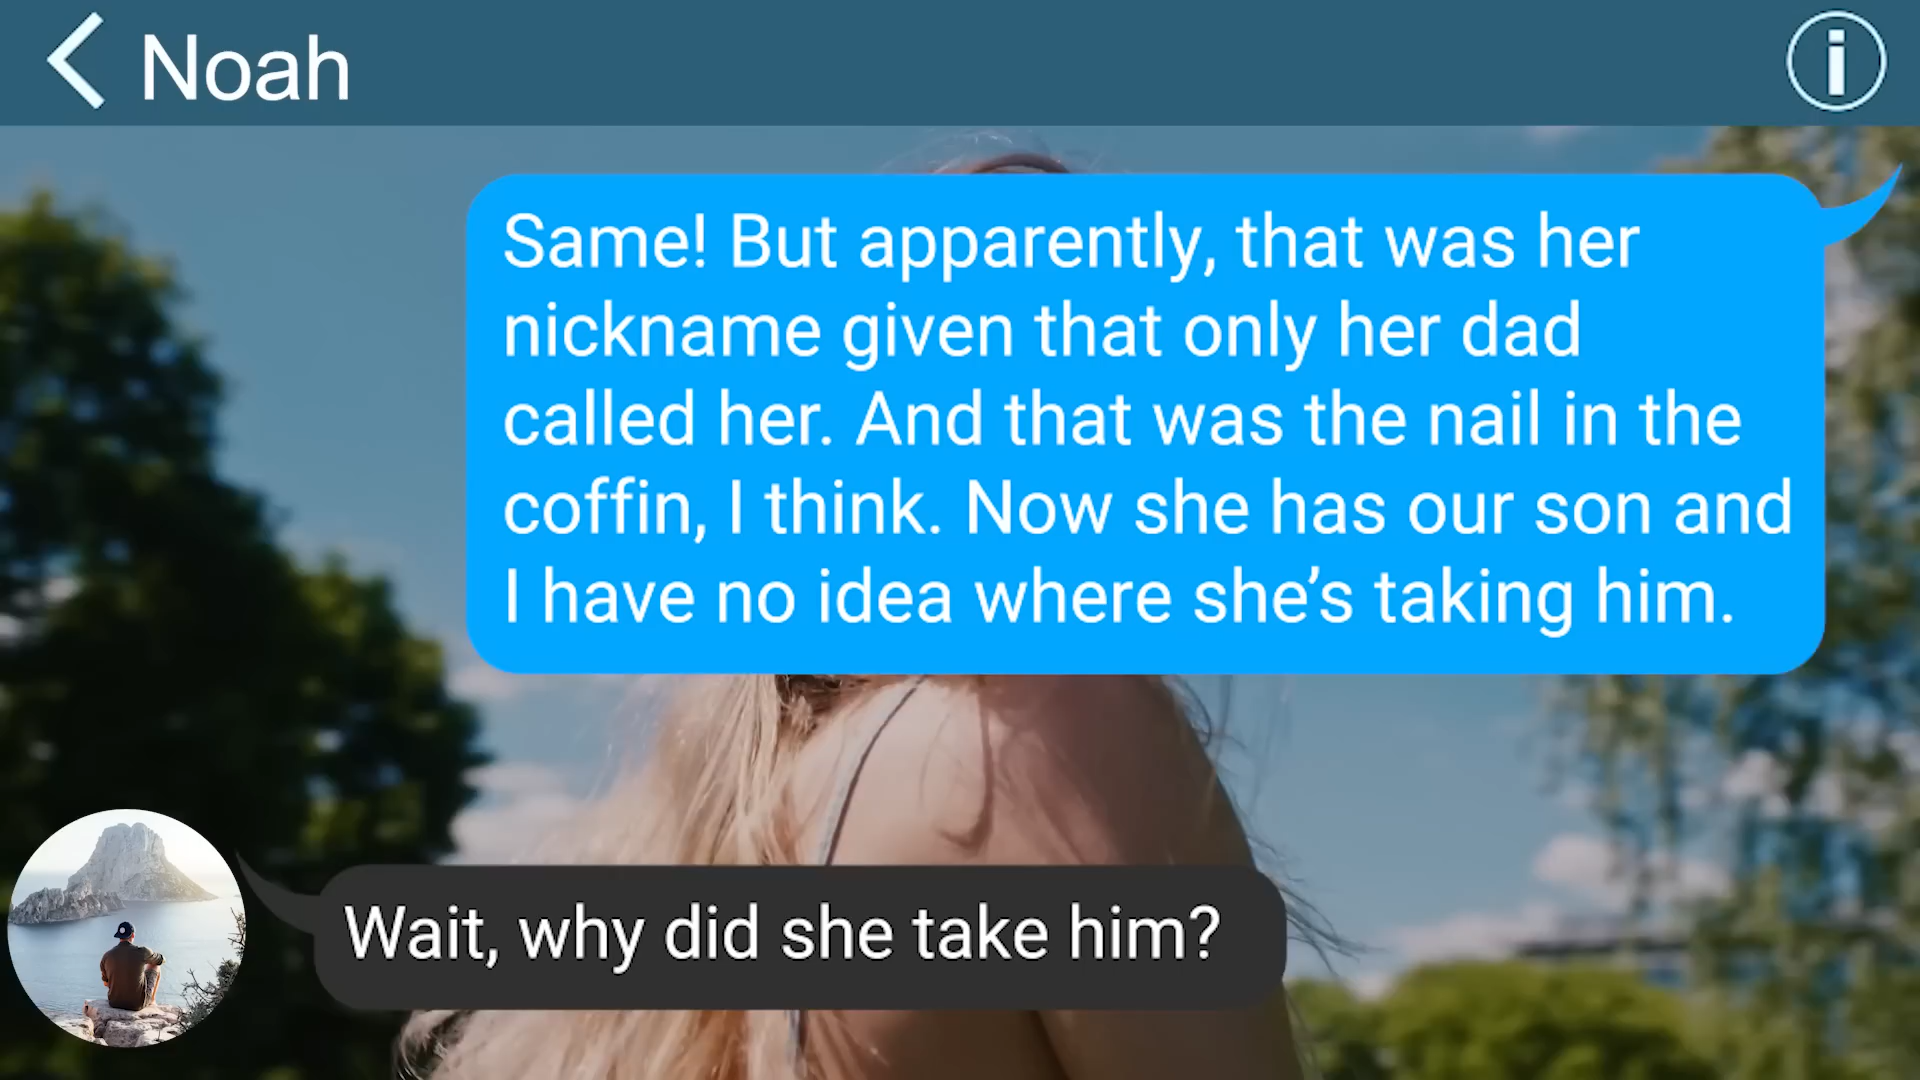 Noah
Same! But apparently, that was her
nickname given that only her dad
called her. And that was the nail in the
coffin, I think. Now she has our son and
I have no idea where she’s taking him.
Wait, why did she take him?